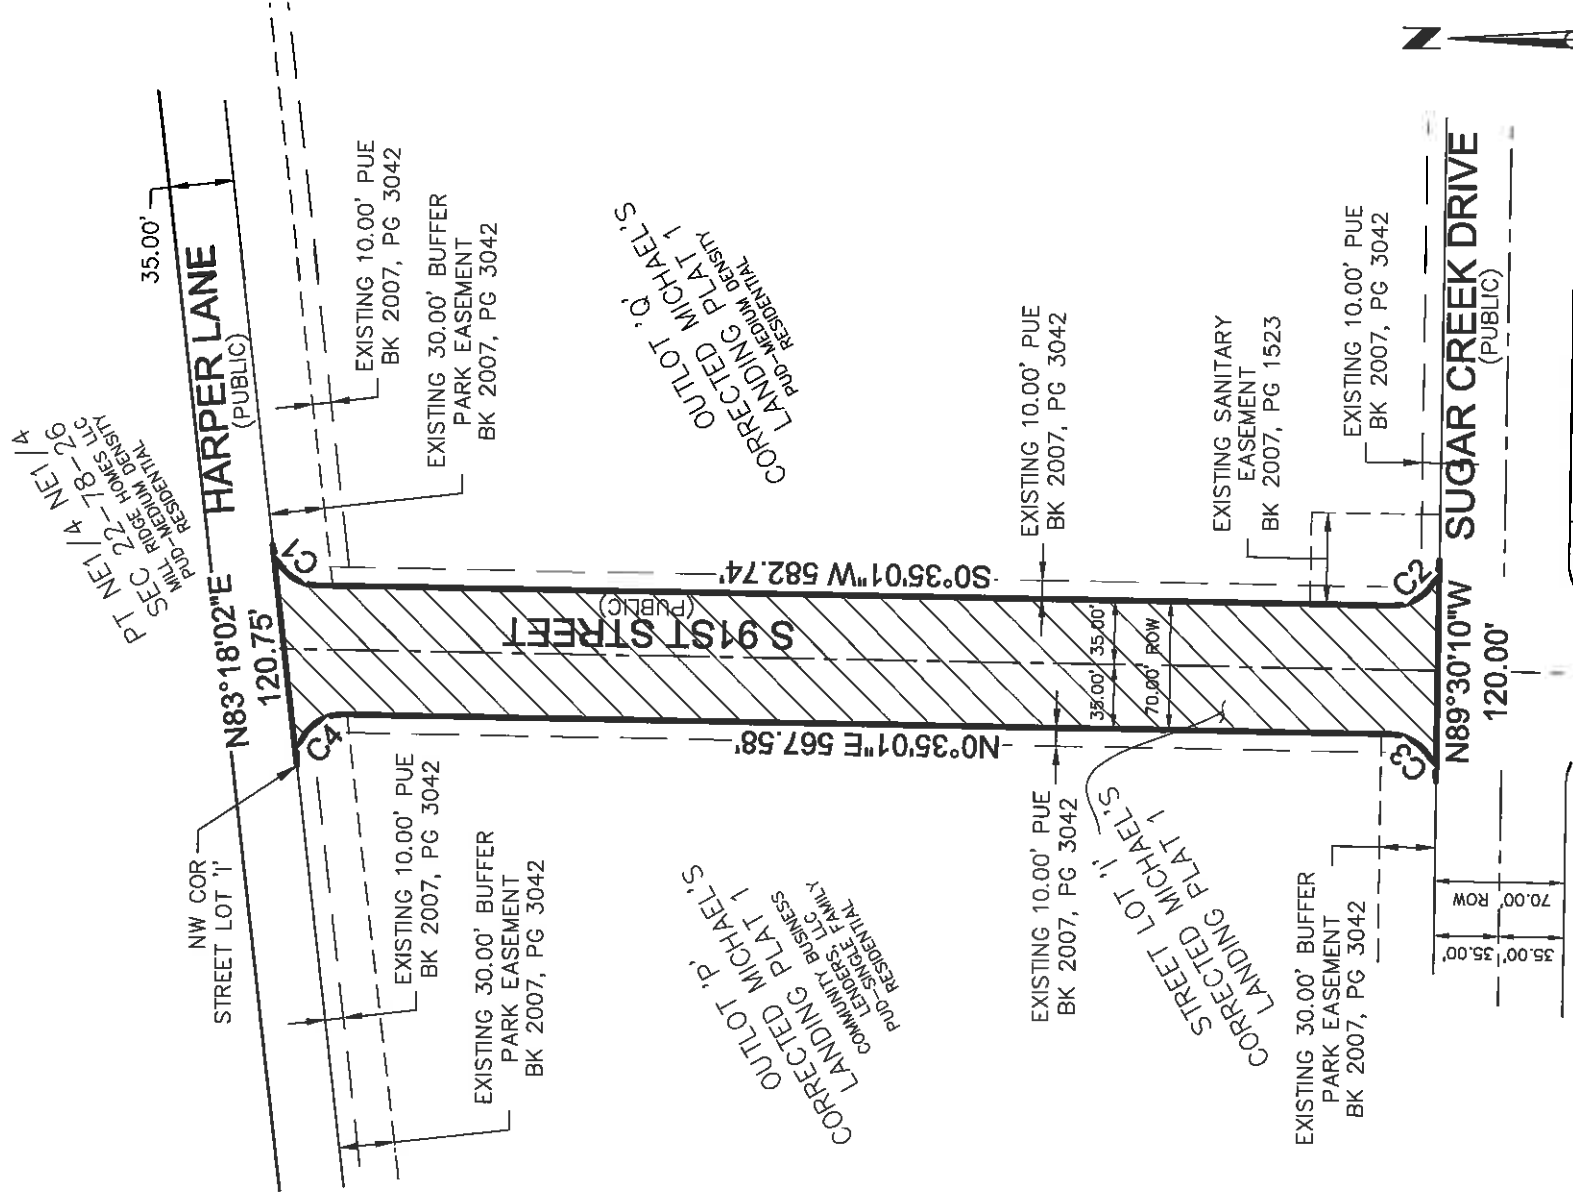 N
35.00'
PT NE1/4 NE1/4
SEC 22-78-26
MILL RIDGE HOMES LLC
PUD-MEDIUM DENSITY
RESIDENTIAL
HARPER LANE
(PUBLIC)
N83°18'02"E
120.75'
NW COR
STREET LOT 'I'
C1
C4
EXISTING 10.00' PUE
BK 2007, PG 3042
EXISTING 30.00' BUFFER
PARK EASEMENT
BK 2007, PG 3042
EXISTING 10.00' PUE
BK 2007, PG 3042
EXISTING 30.00' BUFFER
PARK EASEMENT
BK 2007, PG 3042
OUTLOT 'Q'
CORRECTED MICHAEL'S
LANDING PLAT 1
PUD-MEDIUM DENSITY
RESIDENTIAL
S 91ST STREET
(PUBLIC)
S0°35'01"W 582.74'
N0°35'01"E 567.58'
OUTLOT 'P'
CORRECTED MICHAEL'S
LANDING PLAT 1
COMMUNITY BUSINESS
LENDERS, LLC
PUD-SINGLE FAMILY
RESIDENTIAL
EXISTING 10.00' PUE
BK 2007, PG 3042
35.00' 35.00'
70.00' ROW
EXISTING 10.00' PUE
BK 2007, PG 3042
STREET LOT 'I'
CORRECTED MICHAEL'S
LANDING PLAT 1
EXISTING SANITARY
EASEMENT
BK 2007, PG 1523
EXISTING 10.00' PUE
BK 2007, PG 3042
EXISTING 30.00' BUFFER
PARK EASEMENT
BK 2007, PG 3042
C2
C3
N89°30'10"W
120.00'
SUGAR CREEK DRIVE
(PUBLIC)
35.00' 35.00'
70.00' ROW